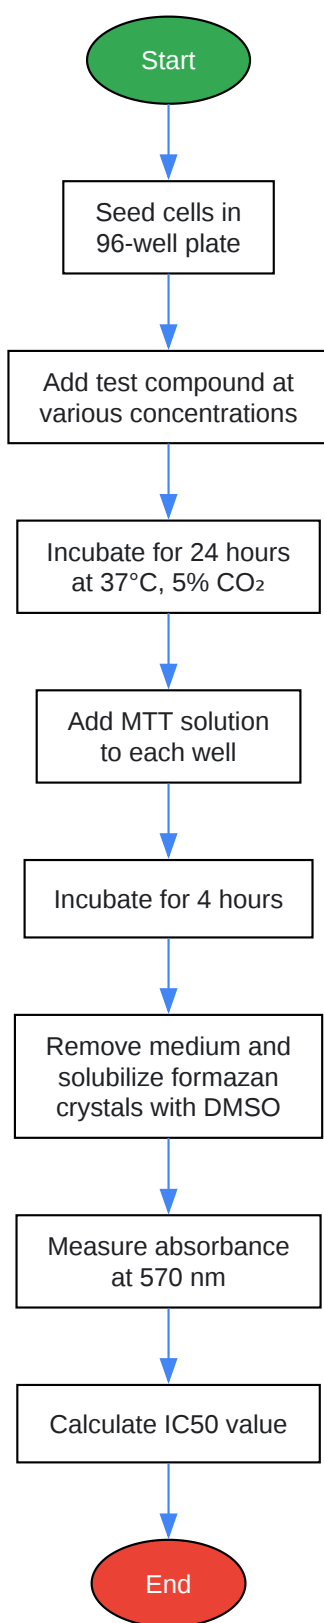 Start
Seed cells in
96-well plate
Add test compound at
various concentrations
Incubate for 24 hours
at 37°C, 5% CO₂
Add MTT solution
to each well
Incubate for 4 hours
Remove medium and
solubilize formazan
crystals with DMSO
Measure absorbance
at 570 nm
Calculate IC50 value
End